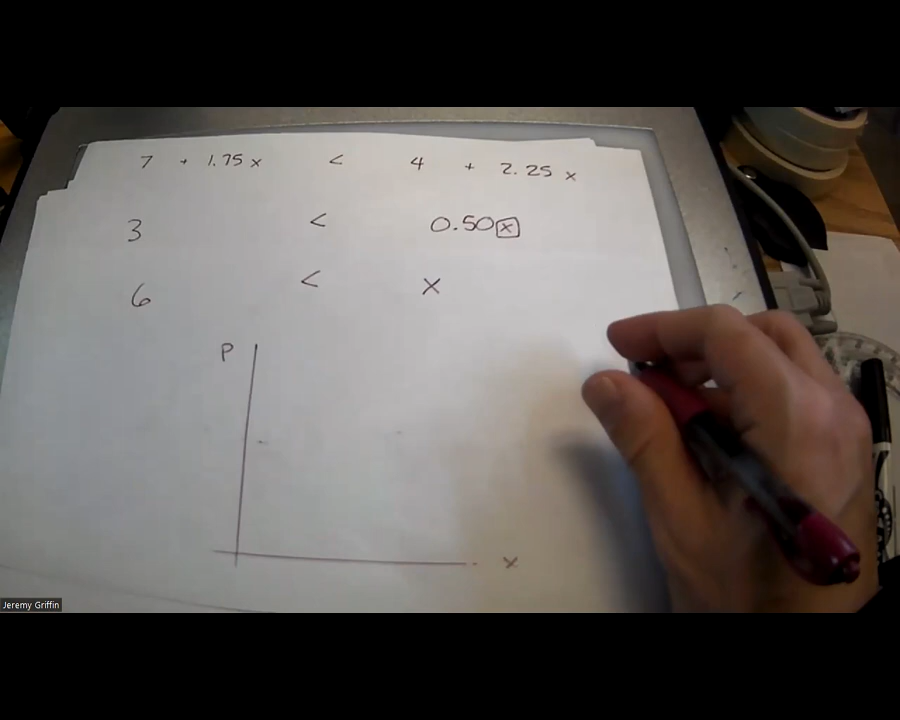 7 + 1.75 x < 4 + 2.25 x
3 < 0.50 x
6 < x
P
x
Jeremy Griffin